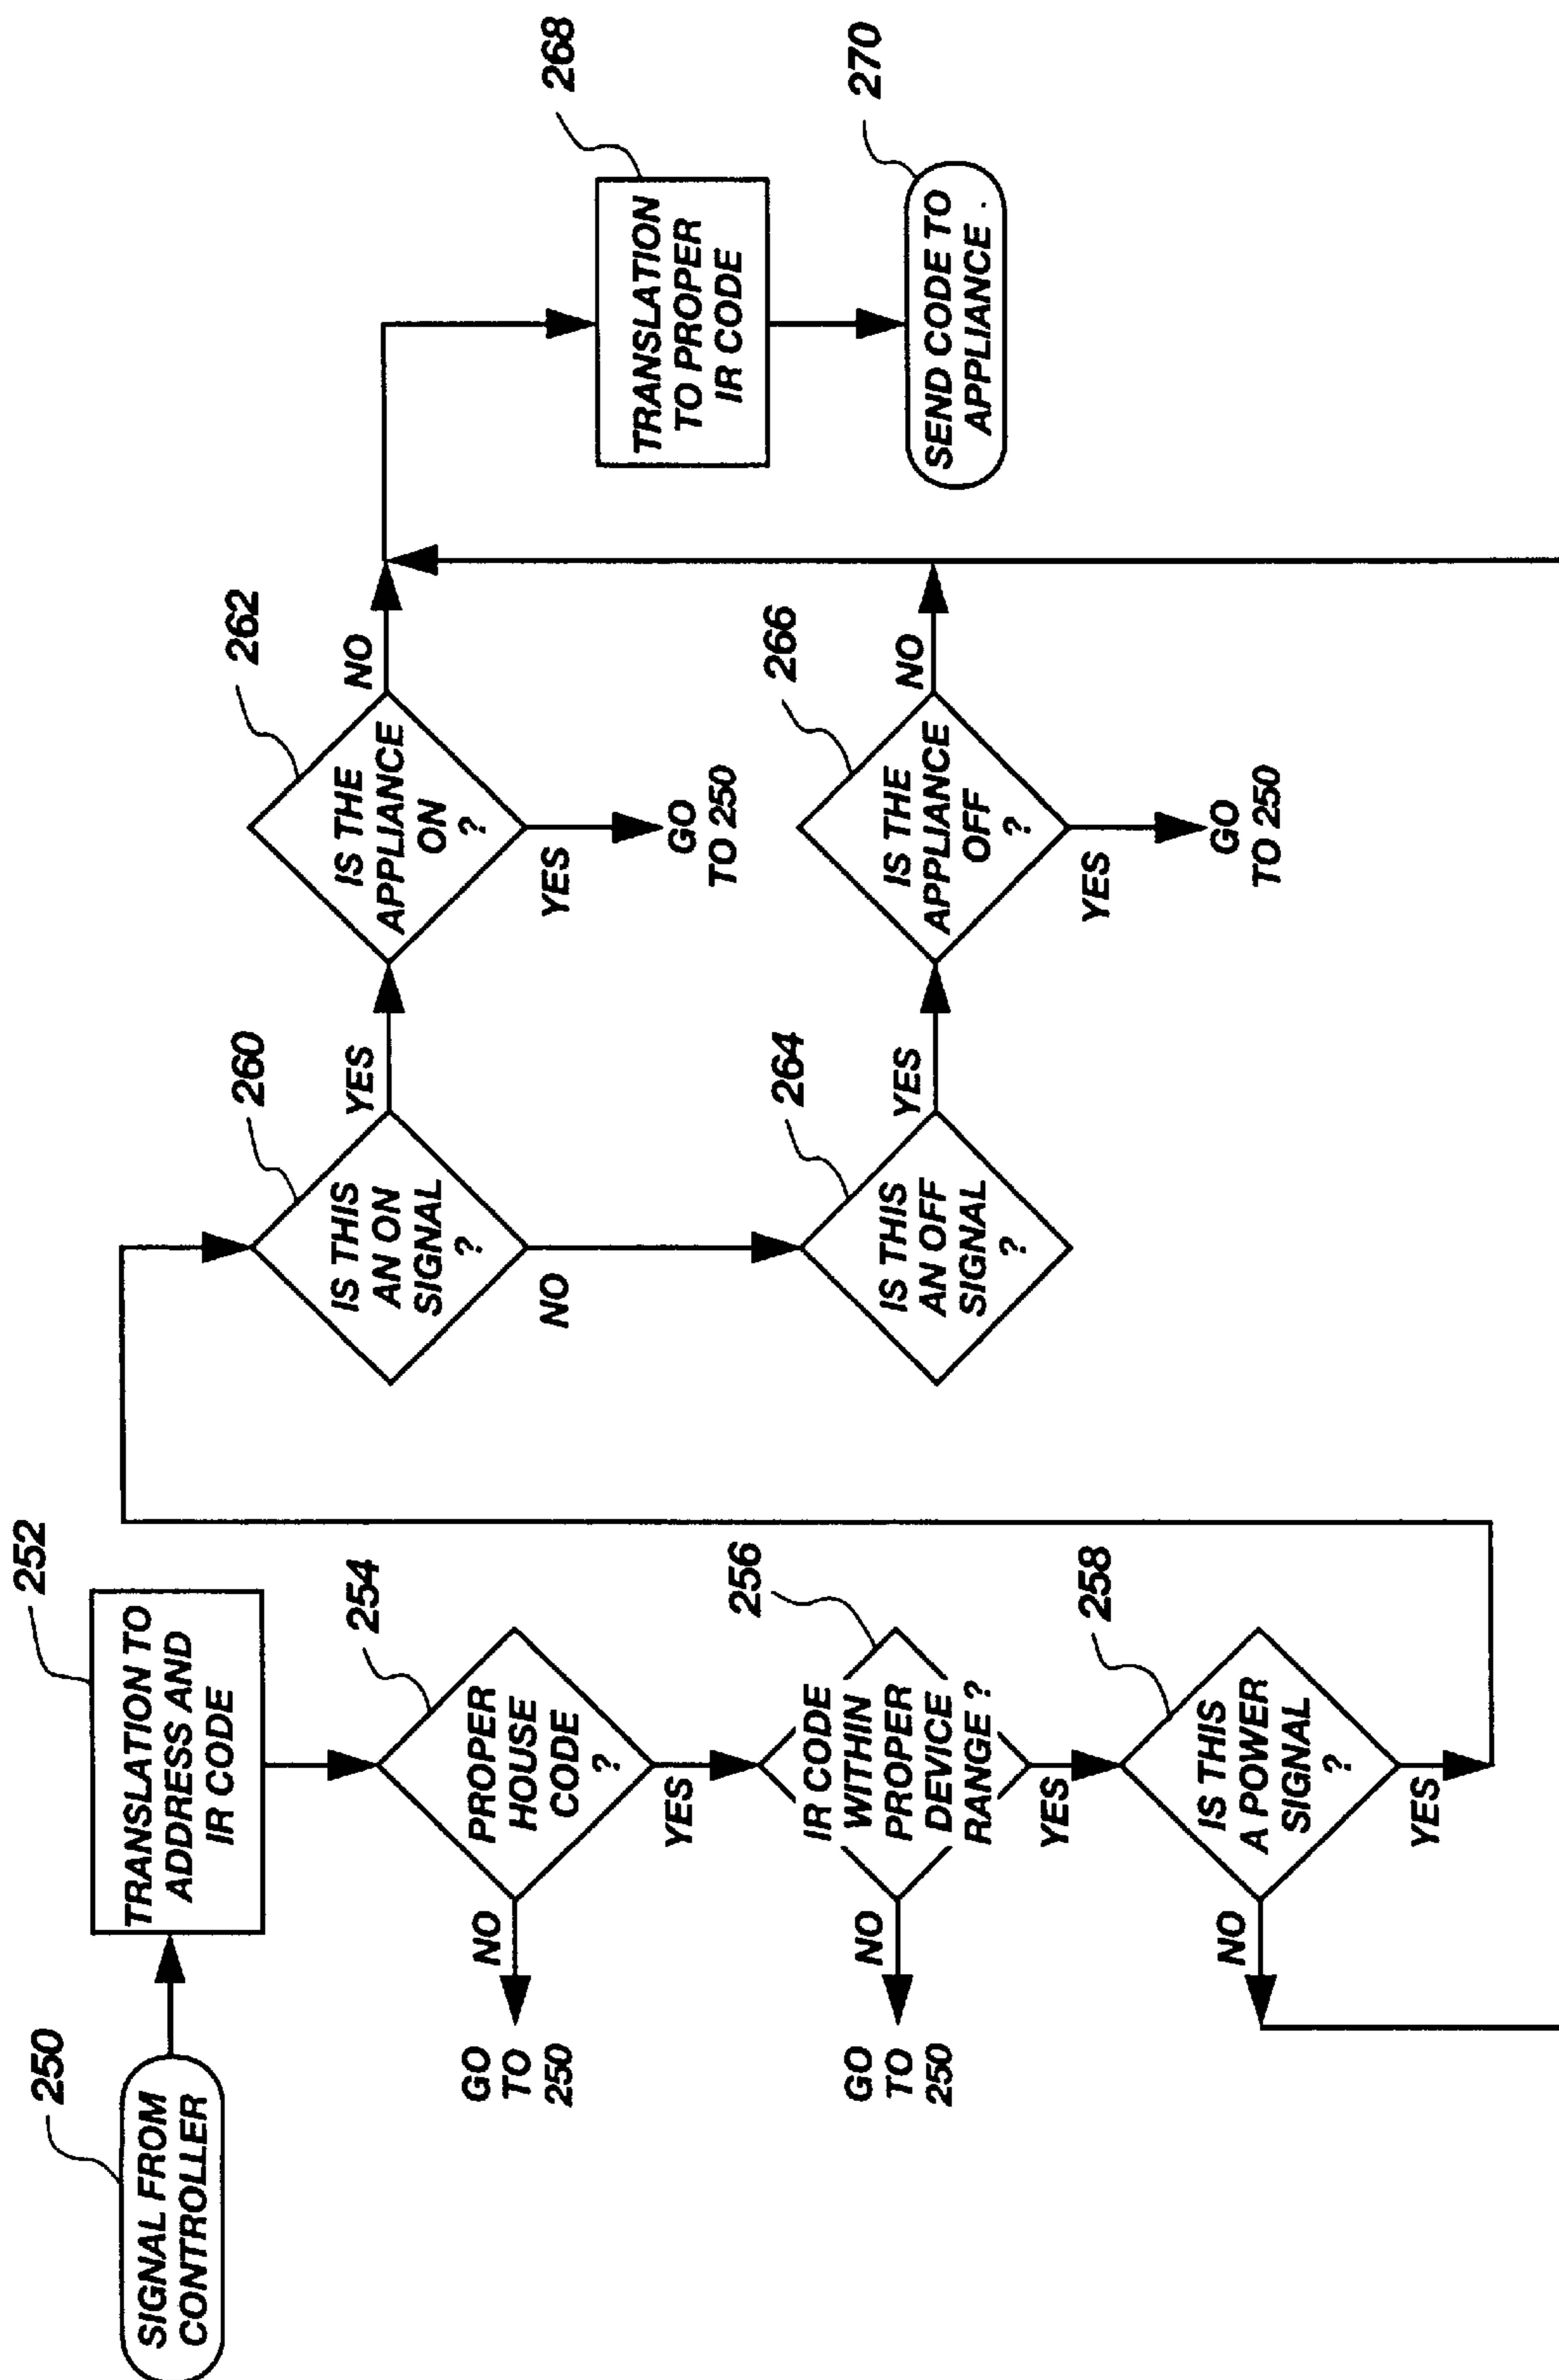 250
SIGNAL FROM
CONTROLLER
252
TRANSLATION TO
ADDRESS AND
IR CODE
254
PROPER
HOUSE
CODE
?
NO
GO
TO
250
YES
256
IR CODE
WITHIN
PROPER
DEVICE
RANGE ?
NO
GO
TO
250
YES
258
IS THIS
A POWER
SIGNAL
?
NO
YES
260
IS THIS
AN ON
SIGNAL
?
YES
NO
262
IS THE
APPLIANCE
ON
?
NO
YES
GO
TO 250
264
IS THIS
AN OFF
SIGNAL
?
YES
266
IS THE
APPLIANCE
OFF
?
NO
YES
GO
TO 250
268
TRANSLATION
TO PROPER
IR CODE
270
SEND CODE TO
APPLIANCE .